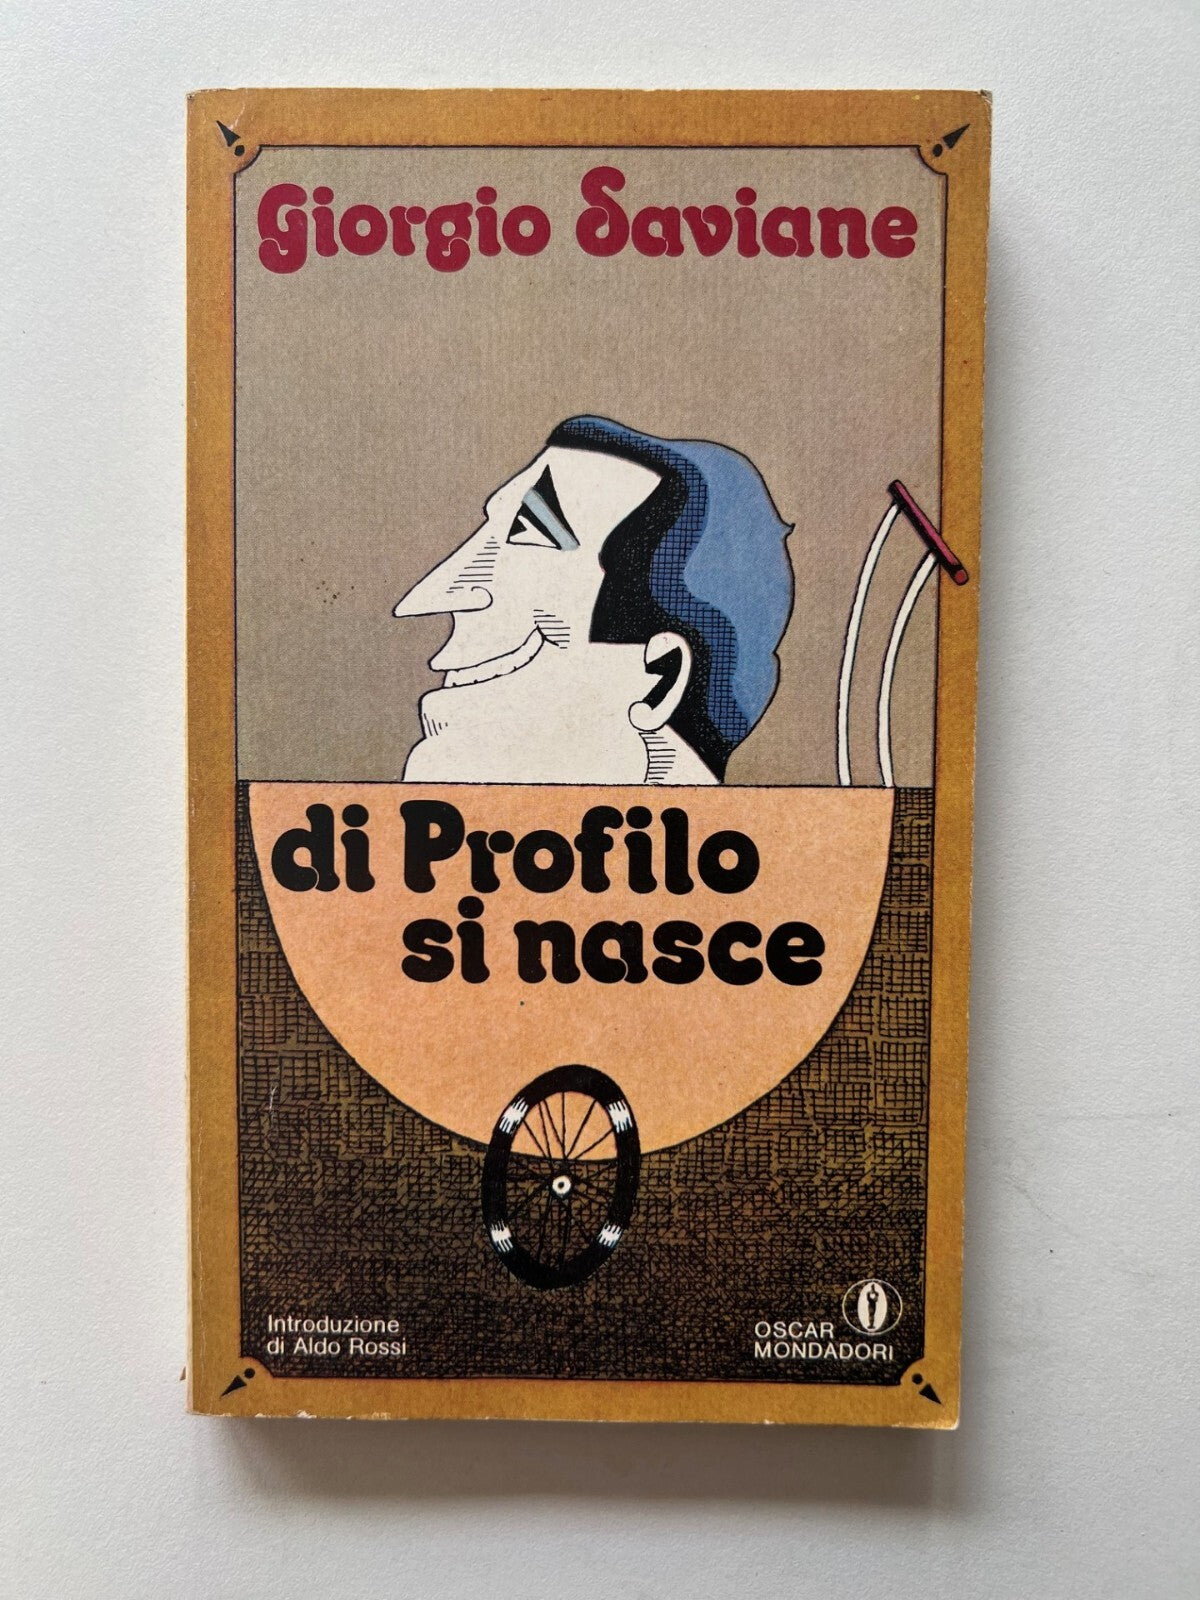 Giorgio Saviane
di Profilo
si nasce
Introduzione
di Aldo Rossi
OSCAR
MONDADORI